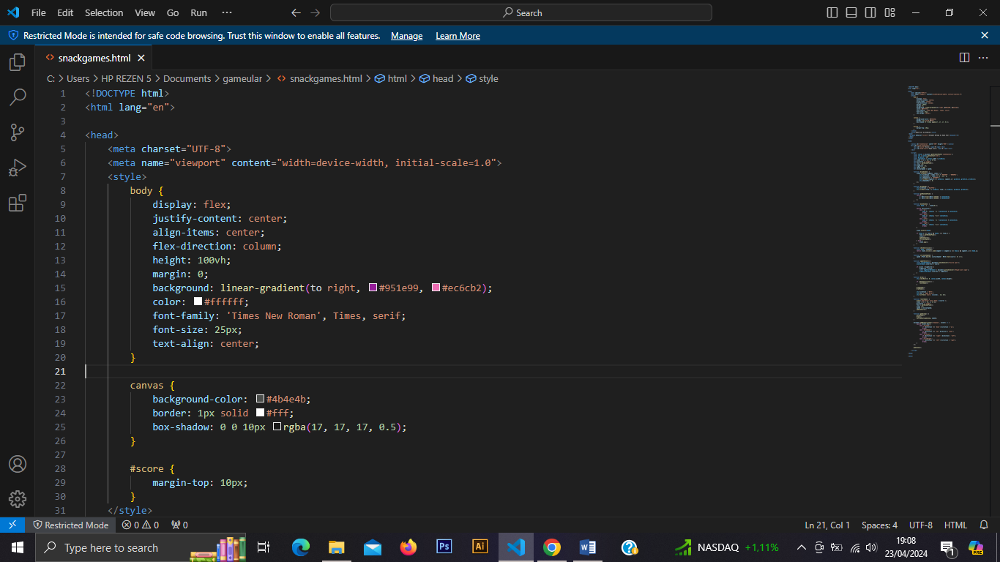 File Edit Selection View Go Run ··· Search
Restricted Mode is intended for safe code browsing. Trust this window to enable all features. Manage Learn More
snackgames.html
C: > Users > HP REZEN 5 > Documents > gameular > snackgames.html > html > head > style
1 <!DOCTYPE html>
2 <html lang="en">
3
4 <head>
5 <meta charset="UTF-8">
6 <meta name="viewport" content="width=device-width, initial-scale=1.0">
7 <style>
8 body {
9 display: flex;
10 justify-content: center;
11 align-items: center;
12 flex-direction: column;
13 height: 100vh;
14 margin: 0;
15 background: linear-gradient(to right, #951e99, #ec6cb2);
16 color: #ffffff;
17 font-family: 'Times New Roman', Times, serif;
18 font-size: 25px;
19 text-align: center;
20 }
21
22 canvas {
23 background-color: #4b4e4b;
24 border: 1px solid #fff;
25 box-shadow: 0 0 10px rgba(17, 17, 17, 0.5);
26 }
27
28 #score {
29 margin-top: 10px;
30 }
31 </style>
Restricted Mode 0 0 0 Ln 21, Col 1 Spaces: 4 UTF-8 HTML
Type here to search Ps Ai W NASDAQ +1,11% 19:08 1 PRE
23/04/2024